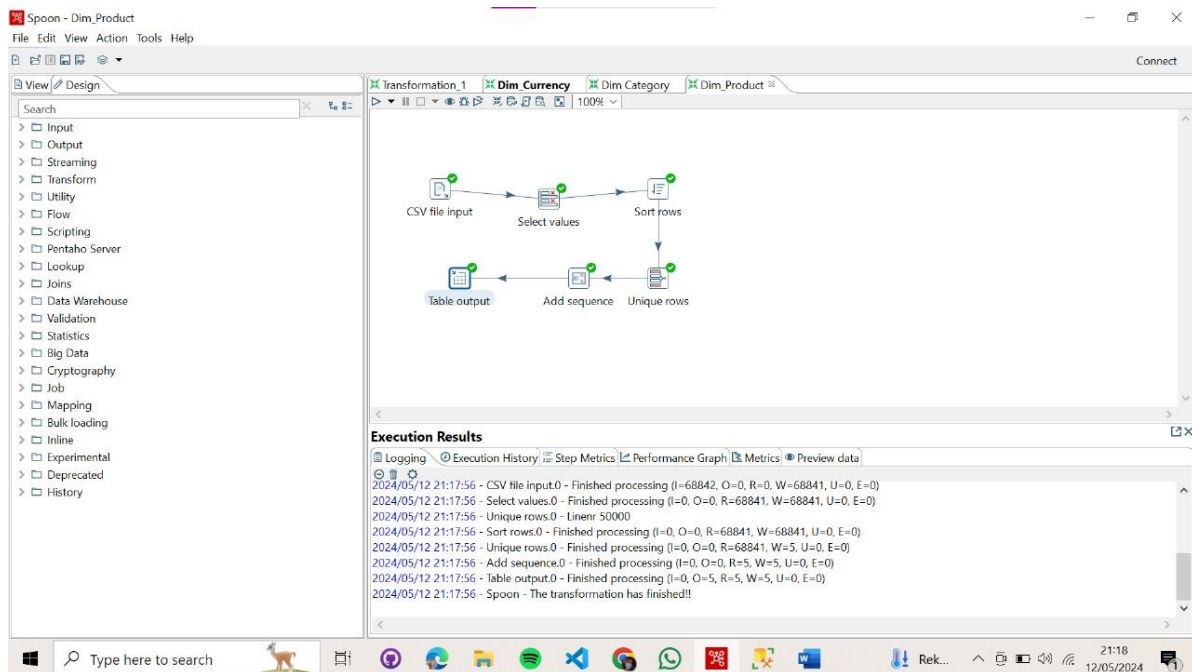 Spoon - Dim_Product
File Edit View Action Tools Help
Connect
View Design
Search
Input
Output
Streaming
Transform
Utility
Flow
Scripting
Pentaho Server
Lookup
Joins
Data Warehouse
Validation
Statistics
Big Data
Cryptography
Job
Mapping
Bulk loading
Inline
Experimental
Deprecated
History
Transformation_1 Dim_Currency Dim Category Dim_Product
100%
CSV file input
Select values
Sort rows
Table output
Add sequence
Unique rows
Execution Results
Logging Execution History Step Metrics Performance Graph Metrics Preview data
2024/05/12 21:17:56 - CSV file input.0 - Finished processing (I=68842, O=0, R=0, W=68841, U=0, E=0)
2024/05/12 21:17:56 - Select values.0 - Finished processing (I=0, O=0, R=68841, W=68841, U=0, E=0)
2024/05/12 21:17:56 - Unique rows.0 - Linenr 50000
2024/05/12 21:17:56 - Sort rows.0 - Finished processing (I=0, O=0, R=68841, W=68841, U=0, E=0)
2024/05/12 21:17:56 - Unique rows.0 - Finished processing (I=0, O=0, R=68841, W=5, U=0, E=0)
2024/05/12 21:17:56 - Add sequence.0 - Finished processing (I=0, O=0, R=5, W=5, U=0, E=0)
2024/05/12 21:17:56 - Table output.0 - Finished processing (I=0, O=5, R=5, W=5, U=0, E=0)
2024/05/12 21:17:56 - Spoon - The transformation has finished!!
Type here to search
Rek...
21:18
12/05/2024
1